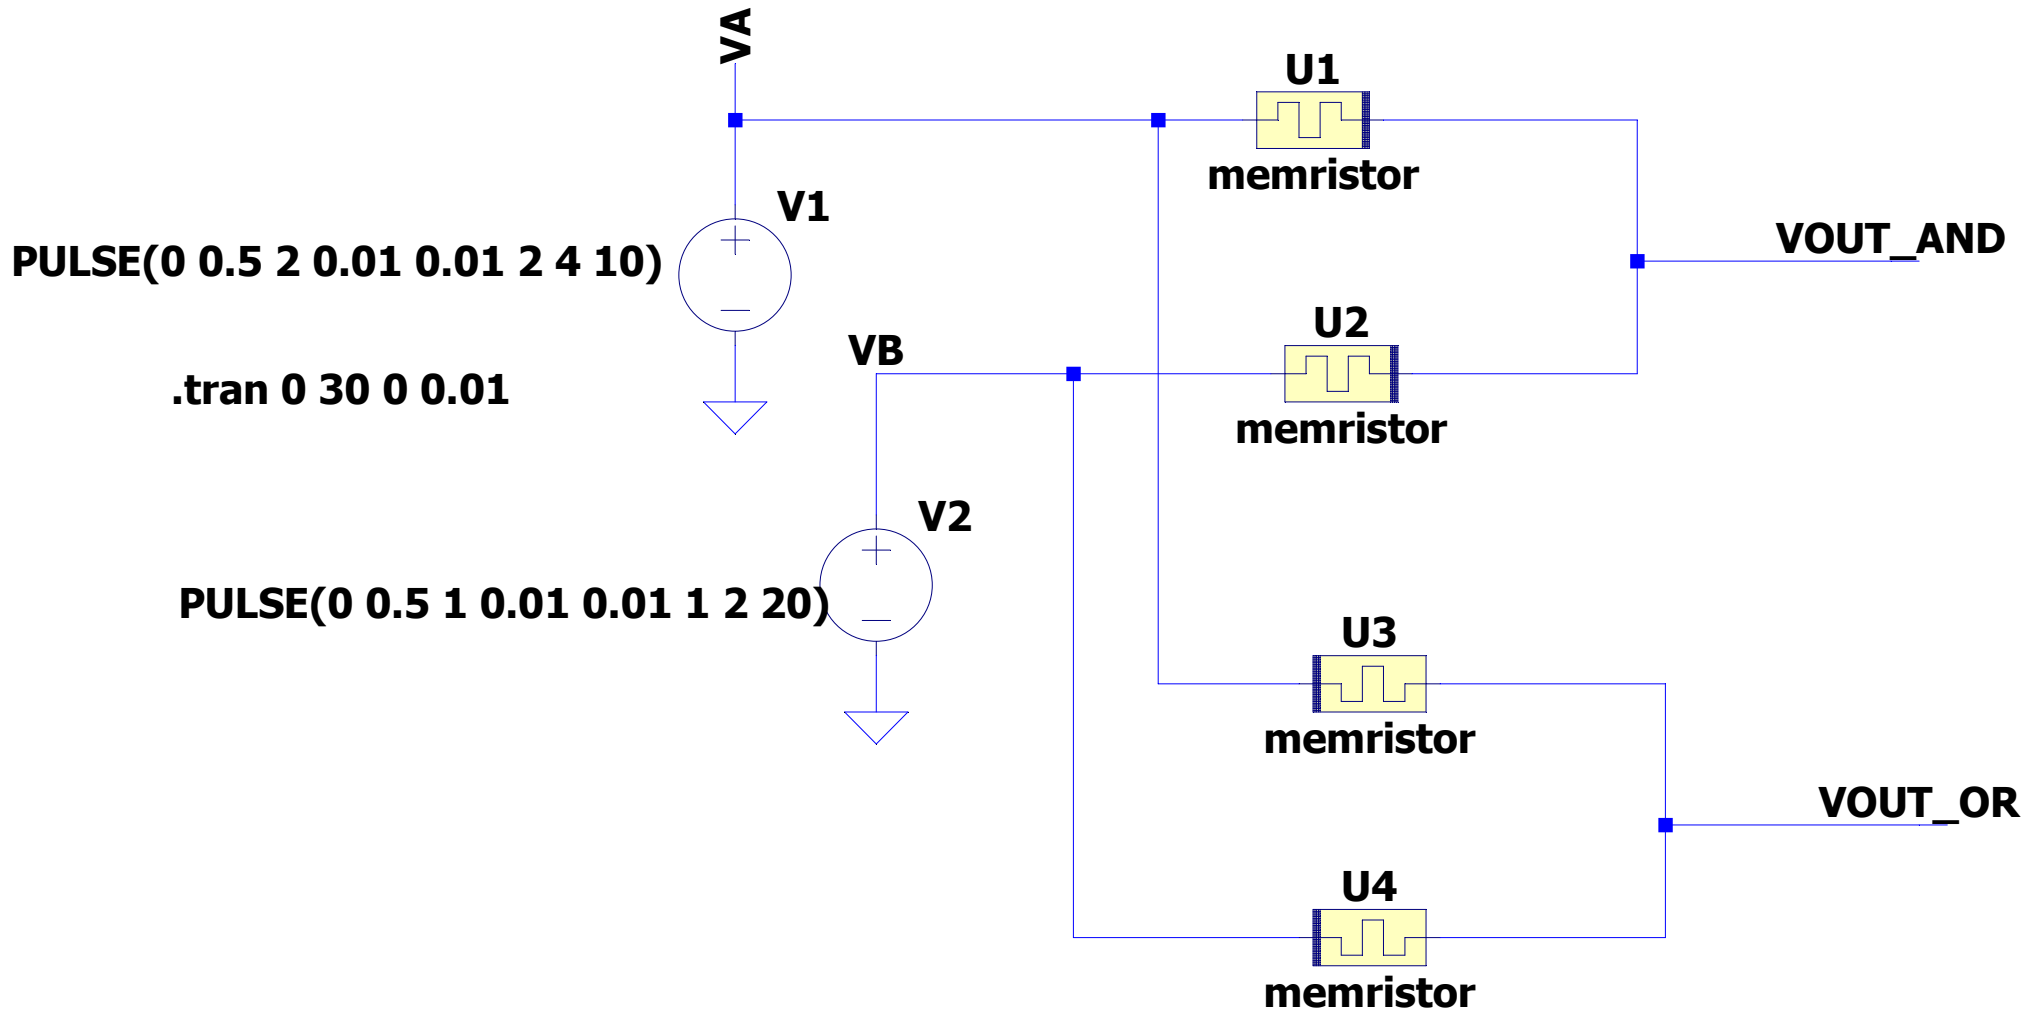 VA
U1
memristor
V1
PULSE(0 0.5 2 0.01 0.01 2 4 10)
VOUT_AND
U2
memristor
VB
.tran 0 30 0 0.01
V2
PULSE(0 0.5 1 0.01 0.01 1 2 20)
U3
memristor
VOUT_OR
U4
memristor